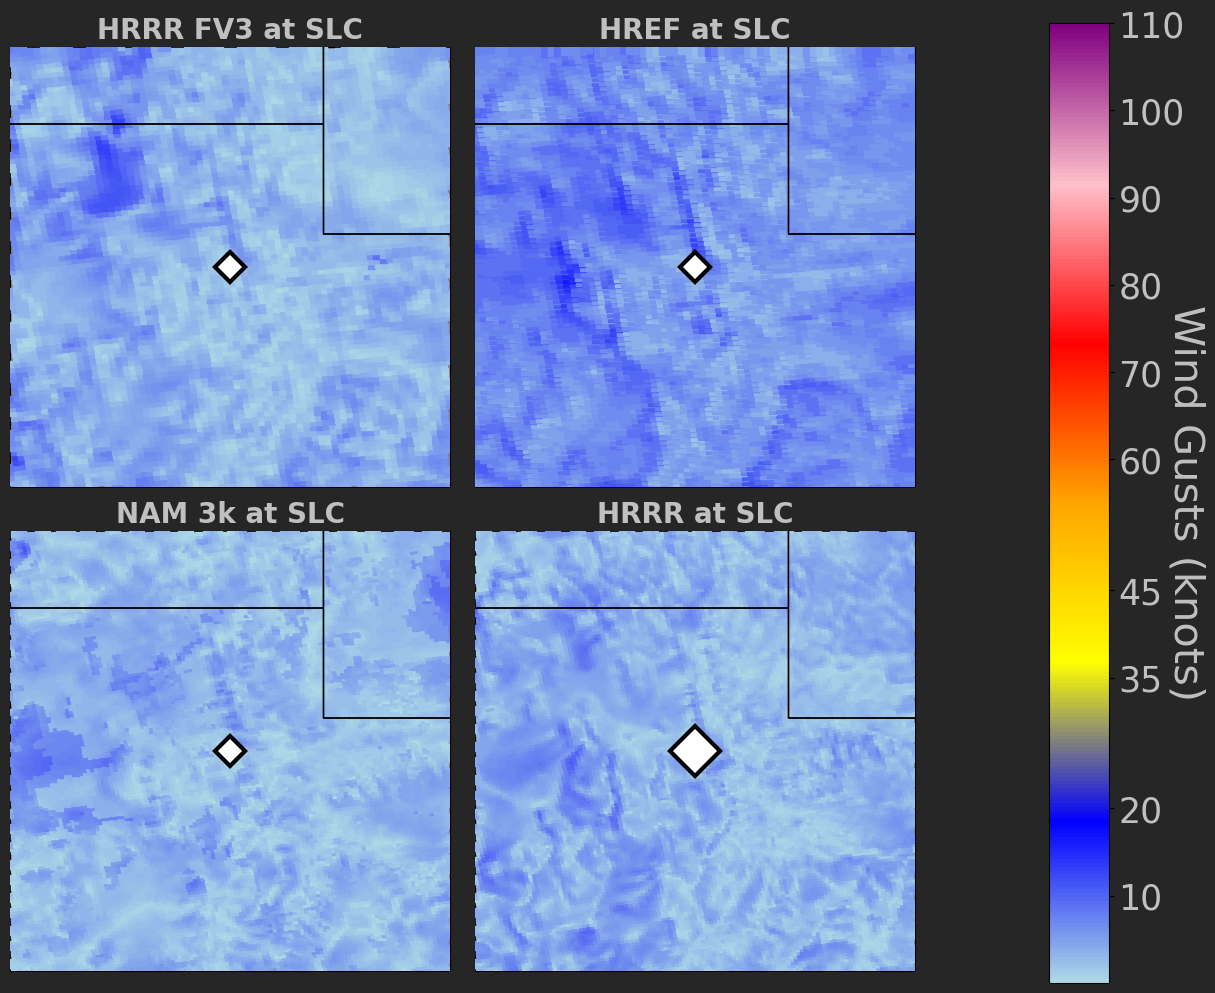 HRRR FV3 at SLC
HREF at SLC
NAM 3k at SLC
HRRR at SLC
110
100
90
80
70
60
45
35
20
10
Wind Gusts (knots)